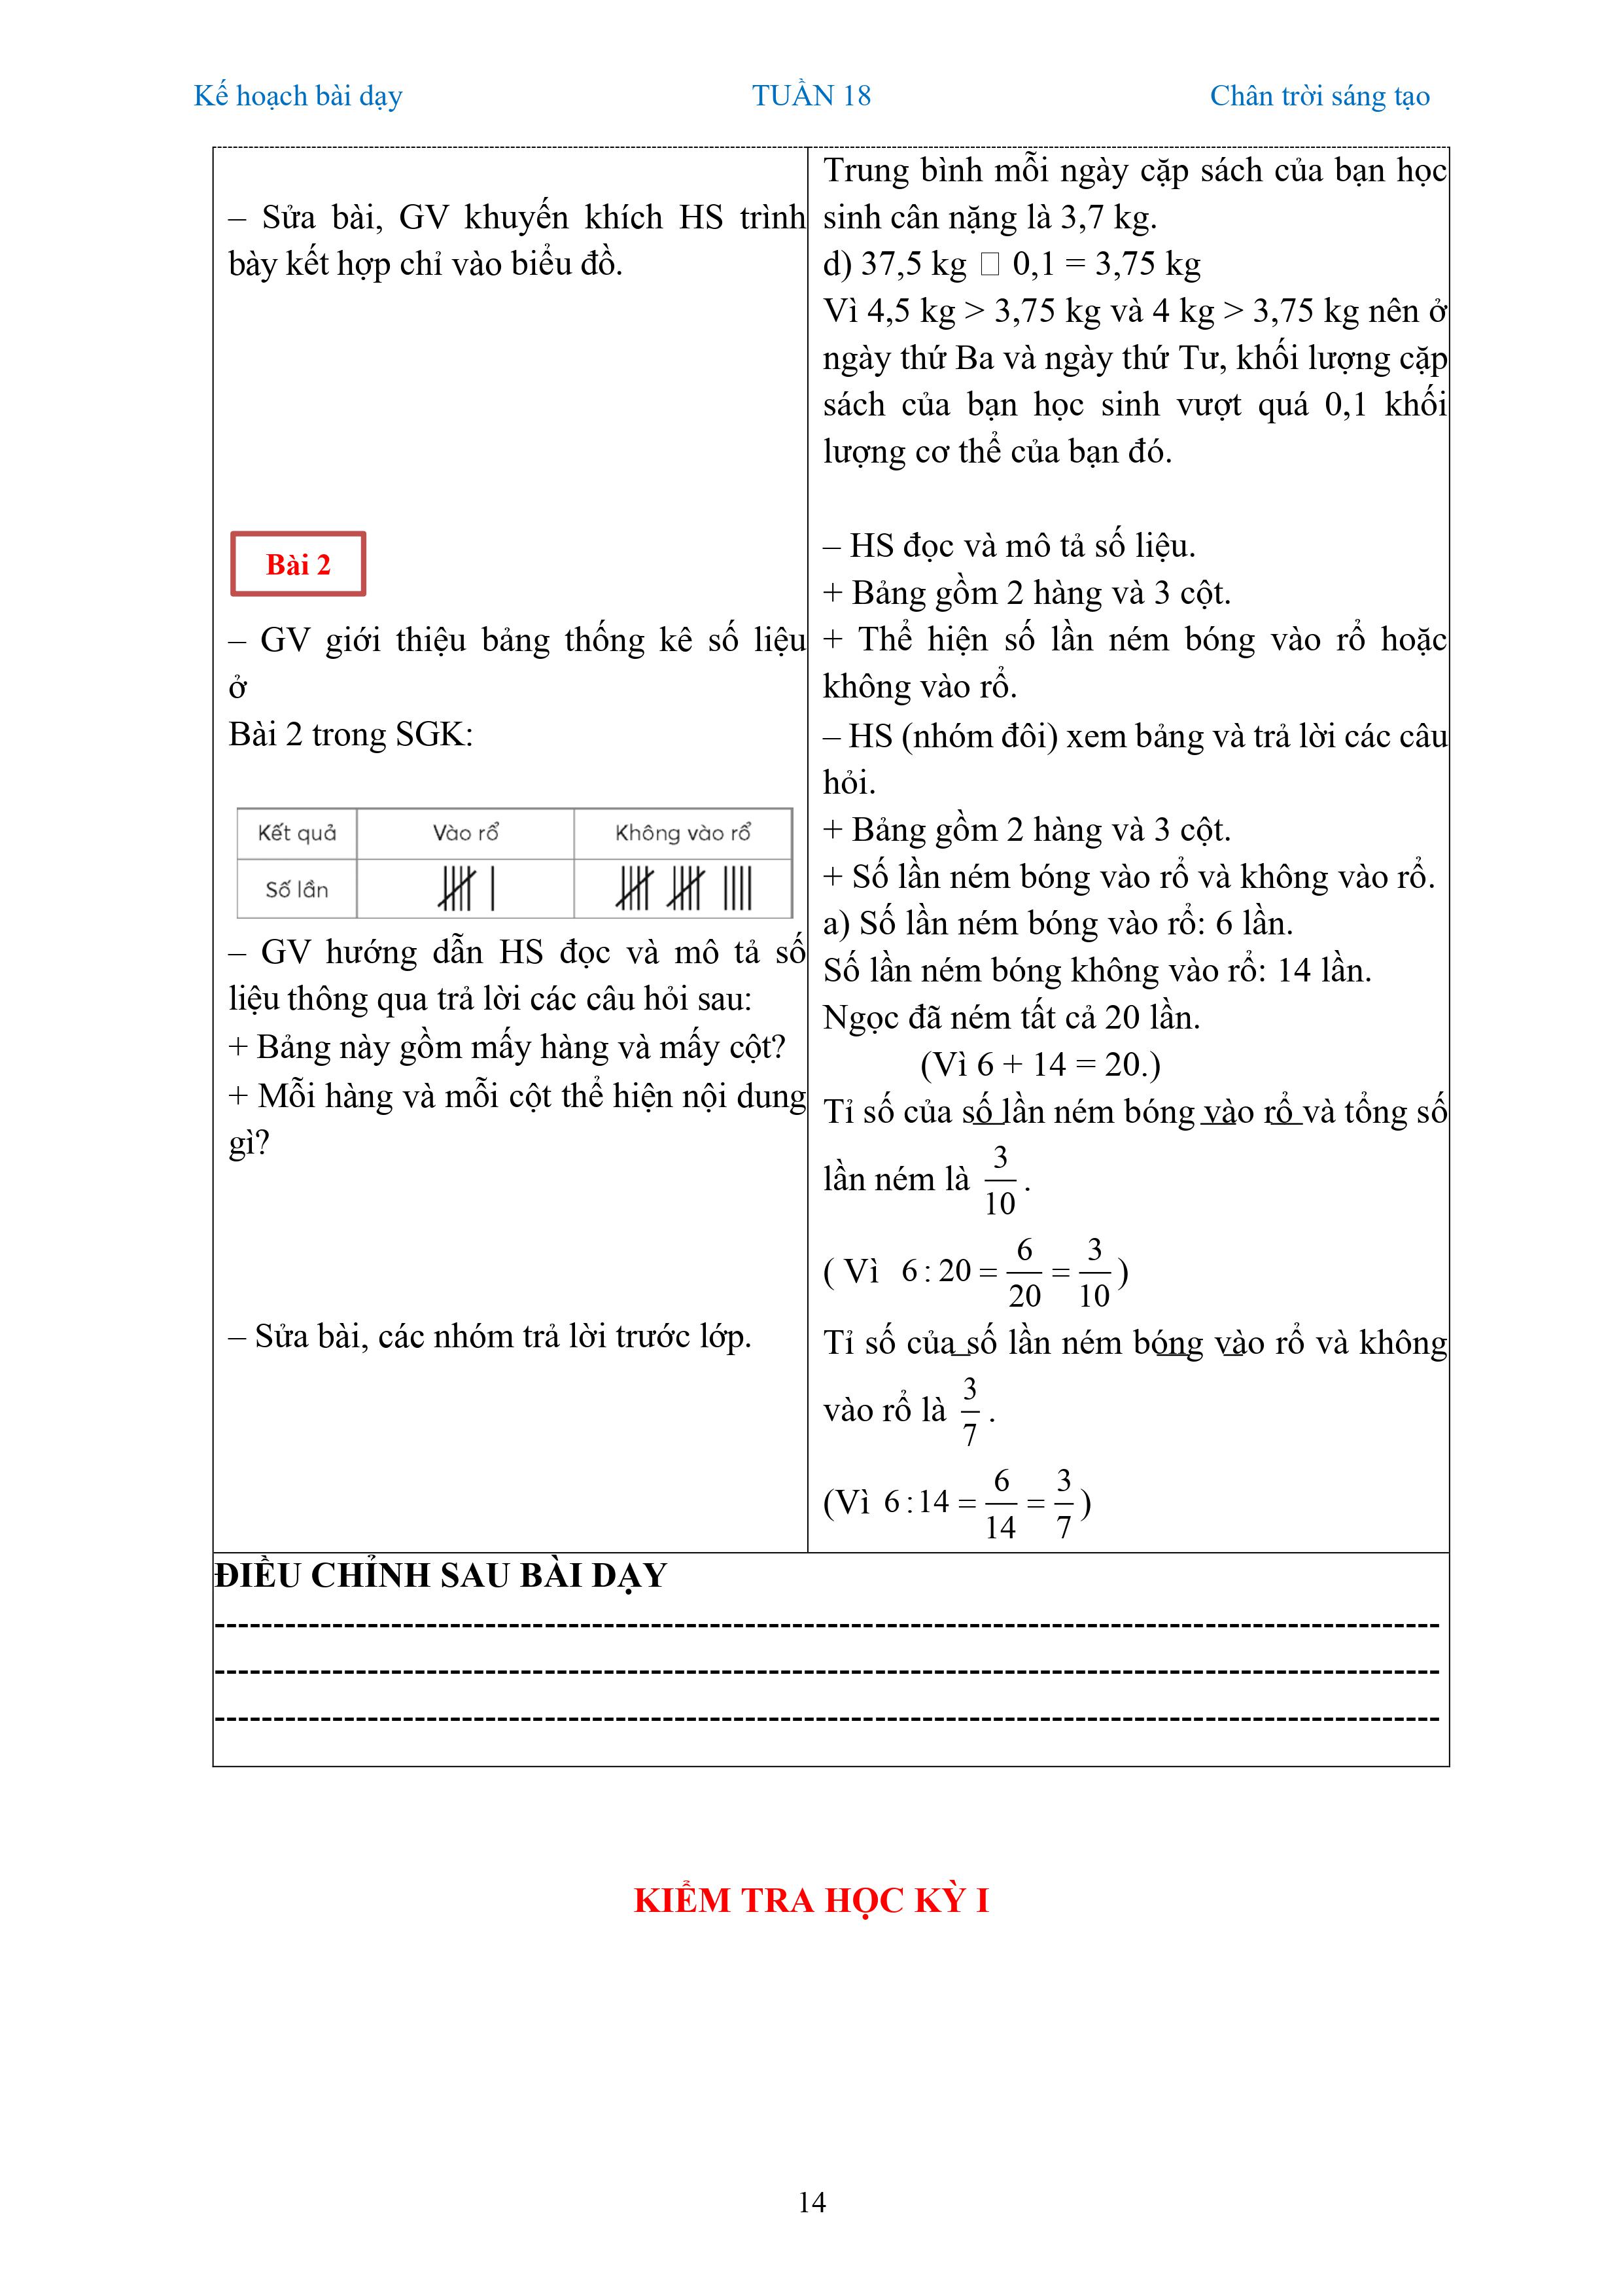 Kế hoạch bài dạy TUẦN 18 Chân trời sáng tạo
– Sửa bài, GV khuyến khích HS trình
bày kết hợp chỉ vào biểu đồ.
Bài 2
– GV giới thiệu bảng thống kê số liệu
ở
Bài 2 trong SGK:
Kết quả Vào rổ Không vào rổ
Số lần
– GV hướng dẫn HS đọc và mô tả số
liệu thông qua trả lời các câu hỏi sau:
+ Bảng này gồm mấy hàng và mấy cột?
+ Mỗi hàng và mỗi cột thể hiện nội dung
gì?
– Sửa bài, các nhóm trả lời trước lớp.
Trung bình mỗi ngày cặp sách của bạn học
sinh cân nặng là 3,7 kg.
d) 37,5 kg □ 0,1 = 3,75 kg
Vì 4,5 kg > 3,75 kg và 4 kg > 3,75 kg nên ở
ngày thứ Ba và ngày thứ Tư, khối lượng cặp
sách của bạn học sinh vượt quá 0,1 khối
lượng cơ thể của bạn đó.
– HS đọc và mô tả số liệu.
+ Bảng gồm 2 hàng và 3 cột.
+ Thể hiện số lần ném bóng vào rổ hoặc
không vào rổ.
– HS (nhóm đôi) xem bảng và trả lời các câu
hỏi.
+ Bảng gồm 2 hàng và 3 cột.
+ Số lần ném bóng vào rổ và không vào rổ.
a) Số lần ném bóng vào rổ: 6 lần.
Số lần ném bóng không vào rổ: 14 lần.
Ngọc đã ném tất cả 20 lần.
(Vì 6 + 14 = 20.)
Tỉ số của số lần ném bóng vào rổ và tổng số
lần ném là 3/10.
( Vì 6 : 20 = 6/20 = 3/10 )
Tỉ số của số lần ném bóng vào rổ và không
vào rổ là 3/7.
(Vì 6 : 14 = 6/14 = 3/7 )
ĐIỀU CHỈNH SAU BÀI DẠY
KIỂM TRA HỌC KỲ I
14